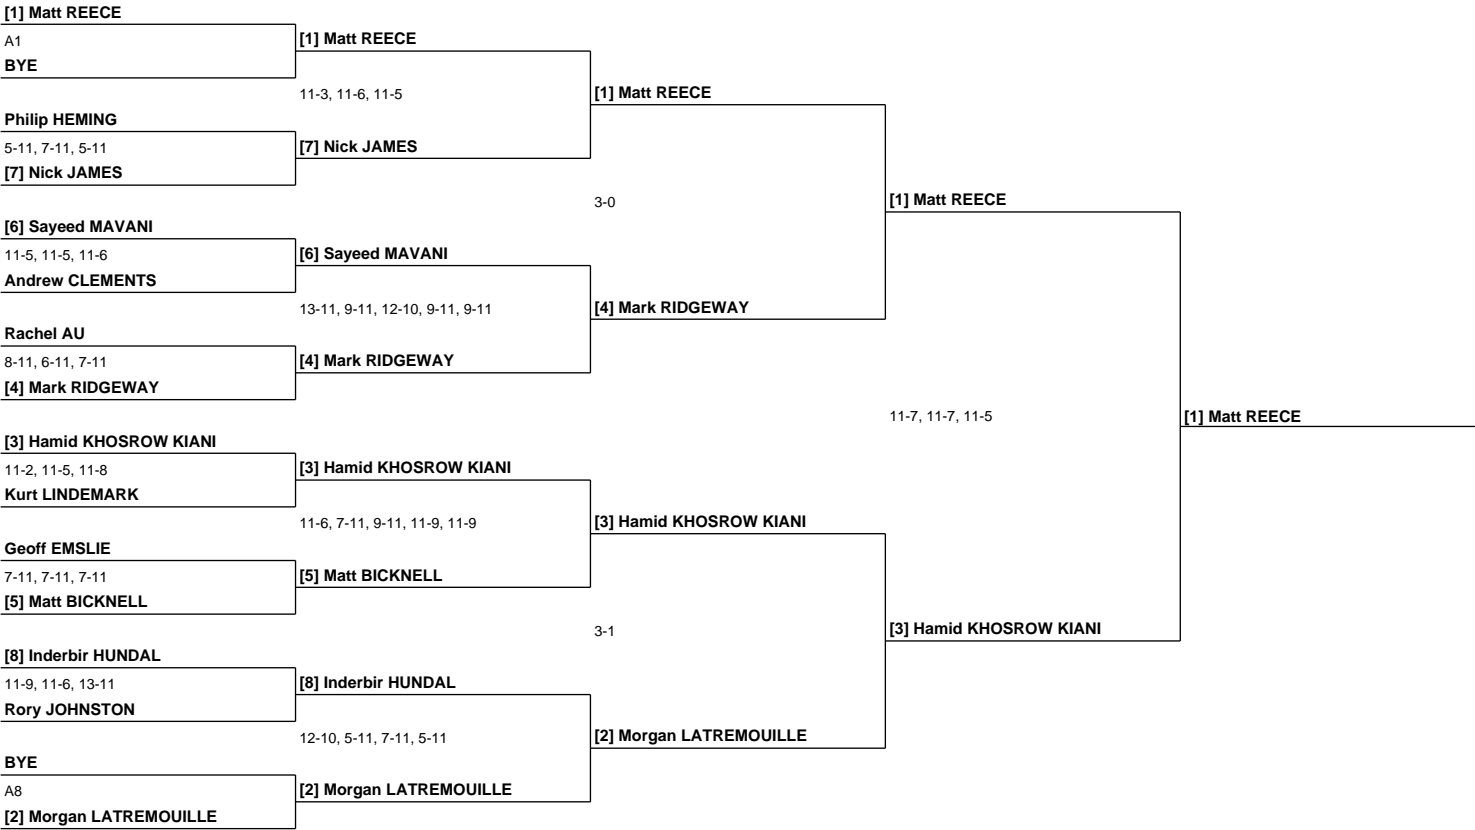 [1] Matt REECE
A1
BYE
Philip HEMING
5-11, 7-11, 5-11
[7] Nick JAMES
[6] Sayeed MAVANI
11-5, 11-5, 11-6
Andrew CLEMENTS
Rachel AU
8-11, 6-11, 7-11
[4] Mark RIDGEWAY
[3] Hamid KHOSROW KIANI
11-2, 11-5, 11-8
Kurt LINDEMARK
Geoff EMSLIE
7-11, 7-11, 7-11
[5] Matt BICKNELL
[8] Inderbir HUNDAL
11-9, 11-6, 13-11
Rory JOHNSTON
BYE
A8
[2] Morgan LATREMOUILLE
[1] Matt REECE
11-3, 11-6, 11-5
[7] Nick JAMES
[6] Sayeed MAVANI
13-11, 9-11, 12-10, 9-11, 9-11
[4] Mark RIDGEWAY
[3] Hamid KHOSROW KIANI
11-6, 7-11, 9-11, 11-9, 11-9
[5] Matt BICKNELL
[8] Inderbir HUNDAL
12-10, 5-11, 7-11, 5-11
[2] Morgan LATREMOUILLE
[1] Matt REECE
3-0
[4] Mark RIDGEWAY
[3] Hamid KHOSROW KIANI
3-1
[2] Morgan LATREMOUILLE
[1] Matt REECE
11-7, 11-7, 11-5
[3] Hamid KHOSROW KIANI
[1] Matt REECE